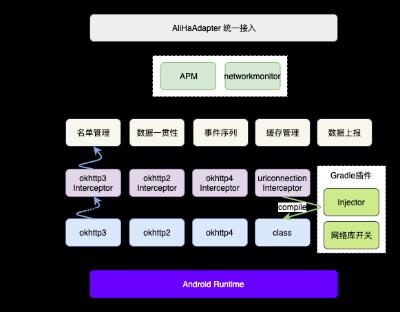 AliHaAdapter 统一接入
APM
networkmonitor
名单管理
数据一贯性
事件序列
缓存管理
数据上报
okhttp3
Interceptor
okhttp2
Interceptor
okhttp4
Interceptor
urlconnection
Interceptor
Gradle插件
Injector
compile
okhttp3
okhttp2
okhttp4
class
网络库开关
Android Runtime